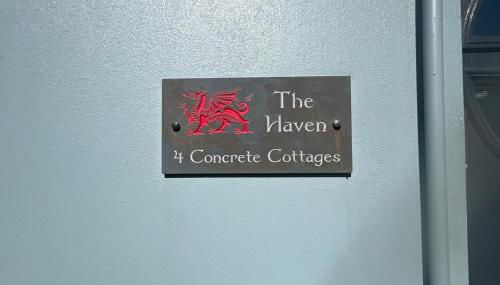 The
Haven
4 Concrete Cottages